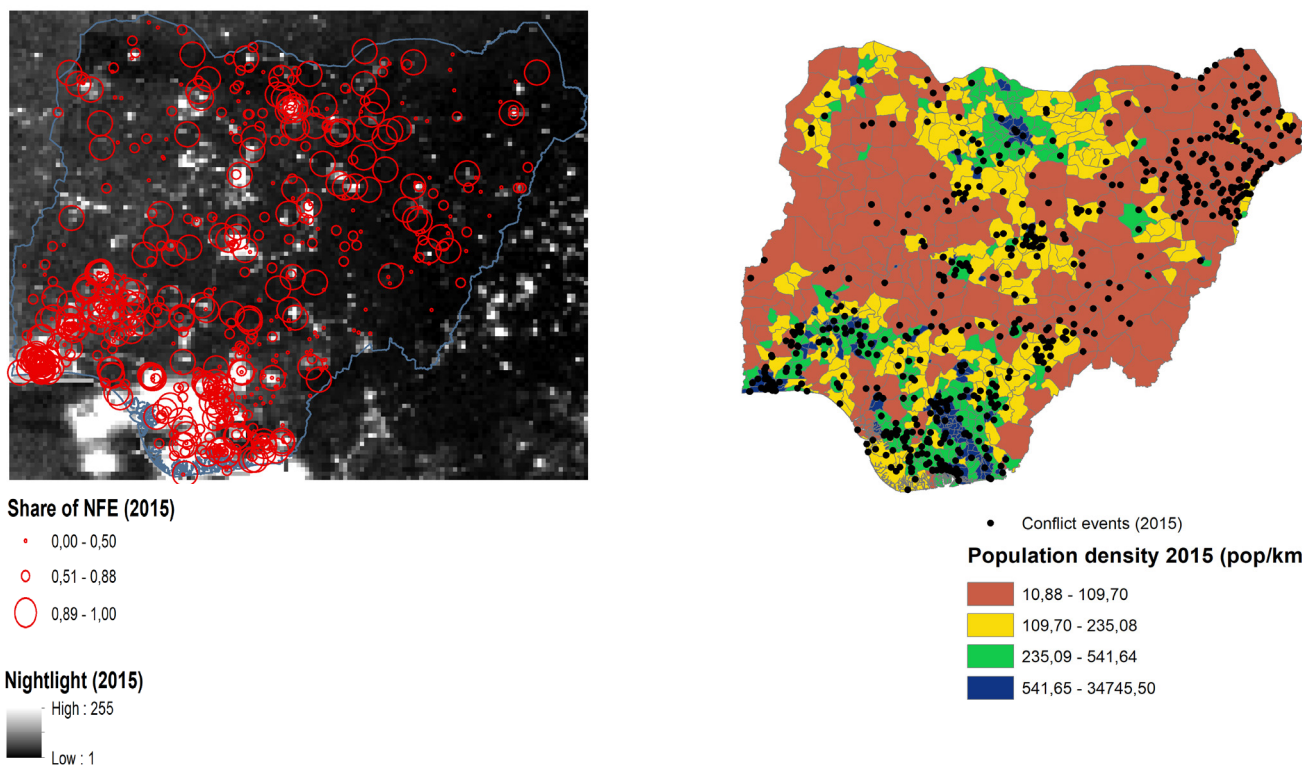 Share of NFE (2015)
0,00 - 0,50
0,51 - 0,88
0,89 - 1,00
Nightlight (2015)
High : 255
Low : 1
Conflict events (2015)
Population density 2015 (pop/km
10,88 - 109,70
109,70 - 235,08
235,09 - 541,64
541,65 - 34745,50